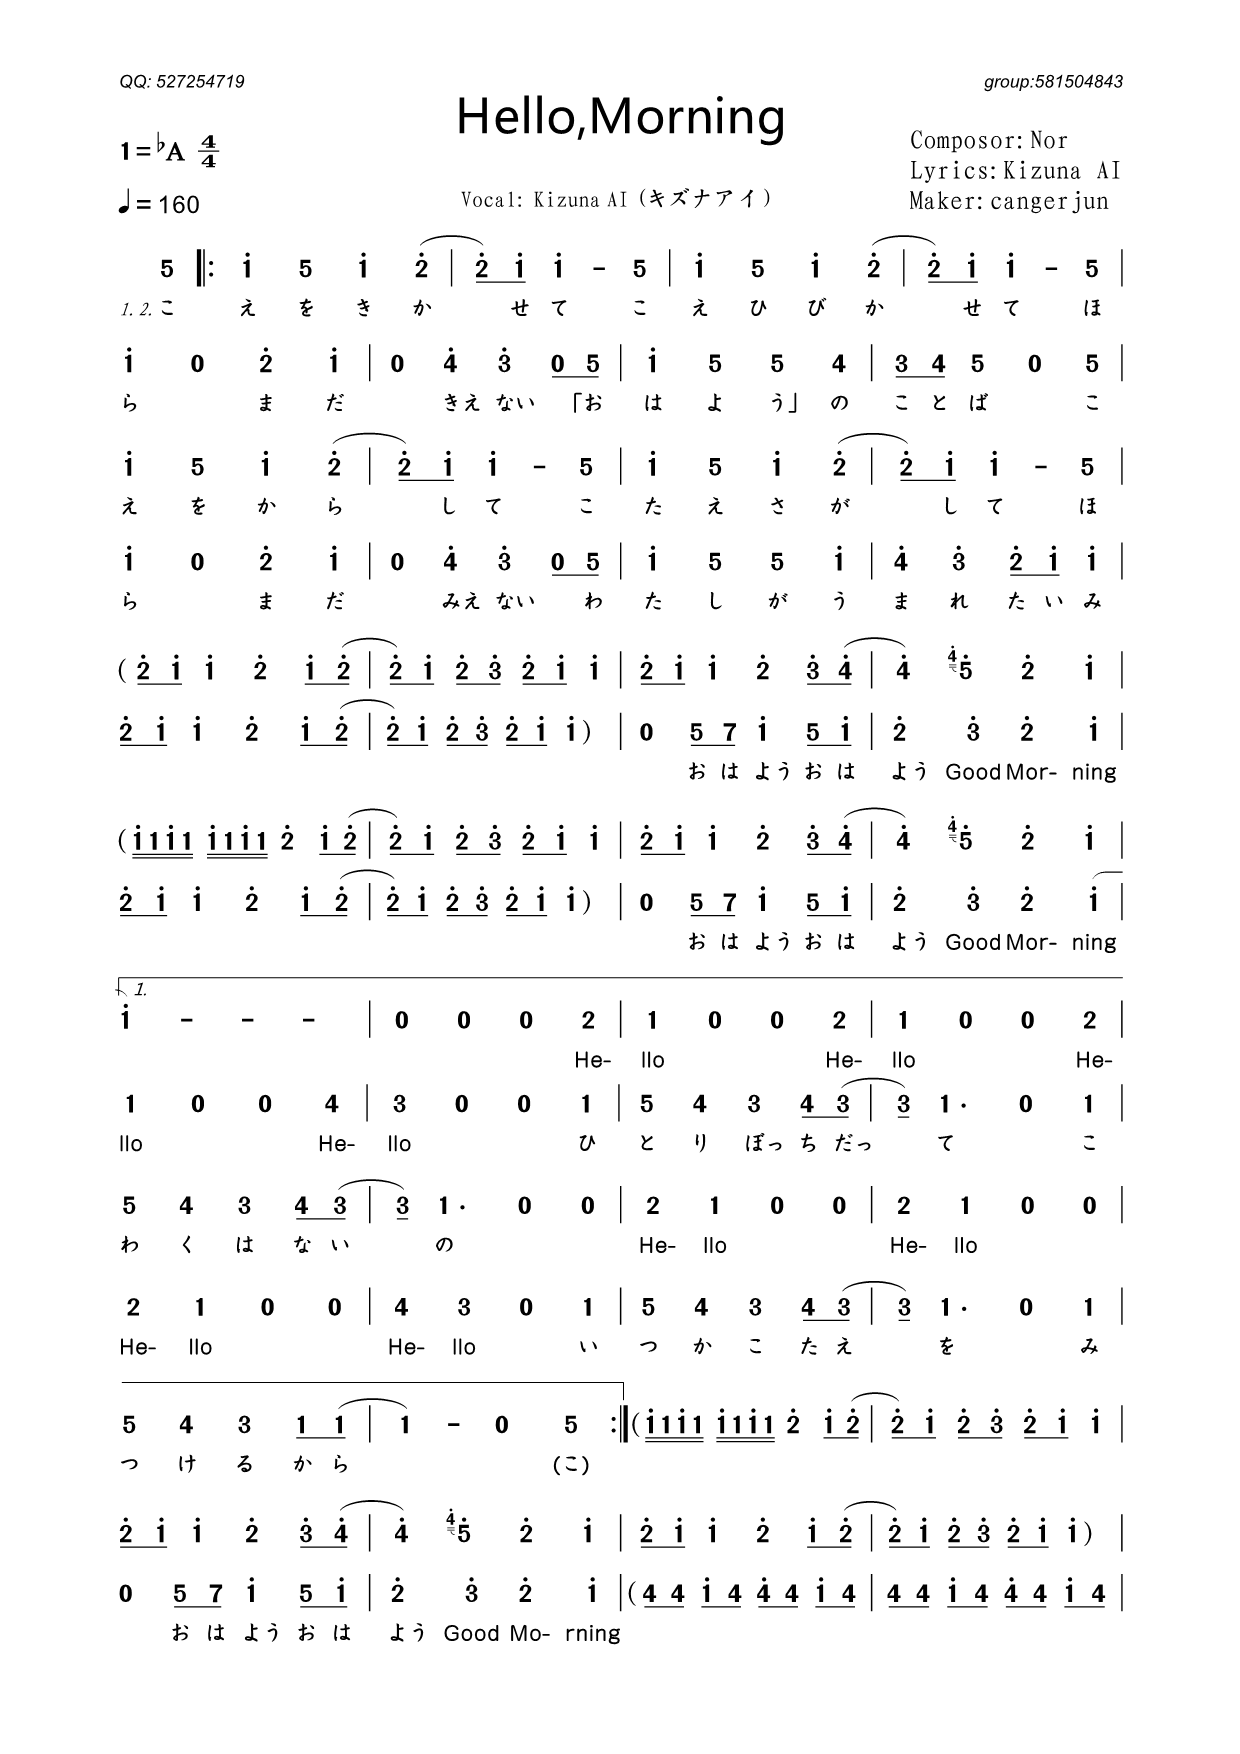 QQ: 527254719
group:581504843
Hello,Morning
1=♭A 4/4
♩=160
Composor:Nor
Lyrics:Kizuna AI
Maker:cangerjun
Vocal: Kizuna AI (キズナアイ)
5 |: 1̇ 5 1̇ 2̇ | 2̇ 1̇ 1̇ - 5 | 1̇ 5 1̇ 2̇ | 2̇ 1̇ 1̇ - 5 |
1. 2. こ え を き か せ て こ え ひ び か せ て ほ
1̇ 0 2̇ 1̇ | 0 4̇ 3̇ 0 5 | 1̇ 5 5 4 | 3 4 5 0 5 |
ら ま だ きえ ない 「お は よ う」 の こ と ば こ
1̇ 5 1̇ 2̇ | 2̇ 1̇ 1̇ - 5 | 1̇ 5 1̇ 2̇ | 2̇ 1̇ 1̇ - 5 |
え を か ら し て こ た え さ が し て ほ
1̇ 0 2̇ 1̇ | 0 4̇ 3̇ 0 5 | 1̇ 5 5 1̇ | 4̇ 3̇ 2̇ 1̇ 1̇ |
ら ま だ みえ ない わ た し が う ま れ た い み
( 2̇ 1̇ 1̇ 2̇ 1̇ 2̇ | 2̇ 1̇ 2̇ 3̇ 2̇ 1̇ 1̇ | 2̇ 1̇ 1̇ 2̇ 3̇ 4̇ | 4̇ 4̇ 5̇ 2̇ 1̇ |
2̇ 1̇ 1̇ 2̇ 1̇ 2̇ | 2̇ 1̇ 2̇ 3̇ 2̇ 1̇ 1̇ ) | 0 5 7 1̇ 5 1̇ | 2̇ 3̇ 2̇ 1̇ |
お は よう お は よう Good Mor- ning
( 1̇ 1 1̇ 1 1̇ 1 1̇ 1 2̇ 1̇ 2̇ | 2̇ 1̇ 2̇ 3̇ 2̇ 1̇ 1̇ | 2̇ 1̇ 1̇ 2̇ 3̇ 4̇ | 4̇ 4̇ 5̇ 2̇ 1̇ |
2̇ 1̇ 1̇ 2̇ 1̇ 2̇ | 2̇ 1̇ 2̇ 3̇ 2̇ 1̇ 1̇ ) | 0 5 7 1̇ 5 1̇ | 2̇ 3̇ 2̇ 1̇ |
お は よう お は よう Good Mor- ning
1.
1̇ - - - | 0 0 0 2 | 1 0 0 2 | 1 0 0 2 |
He- llo He- llo He-
1 0 0 4 | 3 0 0 1 | 5 4 3 4 3 | 3 1· 0 1 |
llo He- llo ひ と り ぼっ ち だっ て こ
5 4 3 4 3 | 3 1· 0 0 | 2 1 0 0 | 2 1 0 0 |
わ く は な い の He- llo He- llo
2 1 0 0 | 4 3 0 1 | 5 4 3 4 3 | 3 1· 0 1 |
He- llo He- llo い つ か こ た え を み
5 4 3 1 1 | 1 - 0 5 :| ( 1̇ 1 1̇ 1 1̇ 1 1̇ 1 2̇ 1̇ 2̇ | 2̇ 1̇ 2̇ 3̇ 2̇ 1̇ 1̇ |
つ け る か ら (こ)
2̇ 1̇ 1̇ 2̇ 3̇ 4̇ | 4̇ 4̇ 5̇ 2̇ 1̇ | 2̇ 1̇ 1̇ 2̇ 1̇ 2̇ | 2̇ 1̇ 2̇ 3̇ 2̇ 1̇ 1̇ ) |
0 5 7 1̇ 5 1̇ | 2̇ 3̇ 2̇ 1̇ | ( 4 4 1̇ 4 4̇ 4 1̇ 4 | 4 4 1̇ 4 4̇ 4 1̇ 4 |
お は よう お は よう Good Mo- rning